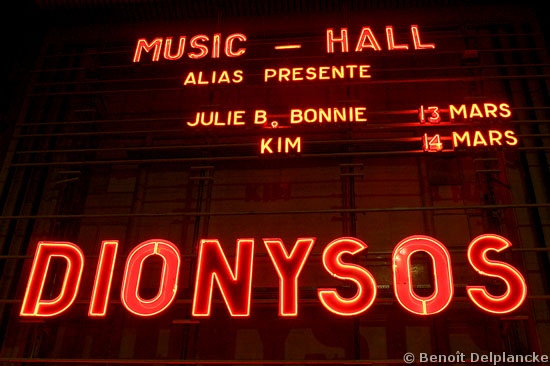 MUSIC – HALL
ALIAS PRESENTE
JULIE B. BONNIE 13 MARS
KIM 14 MARS
DIONYSOS
© Benoît Delplancke